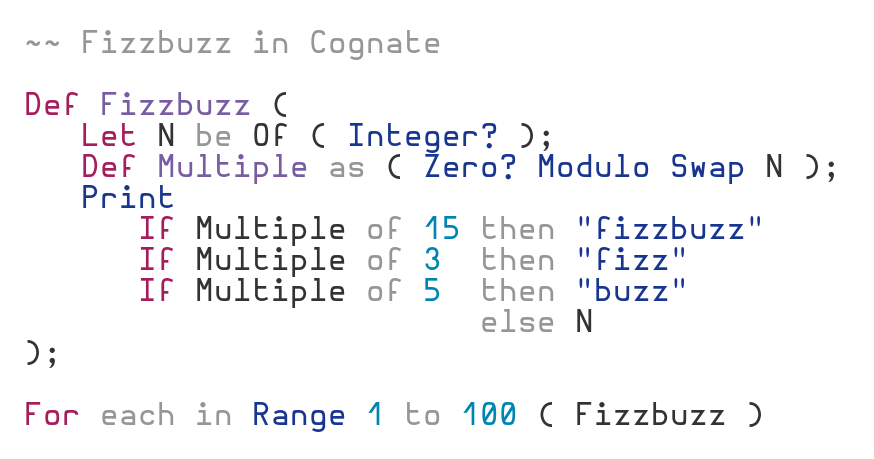 ~~ Fizzbuzz in Cognate

Def Fizzbuzz (
   Let N be Of ( Integer? );
   Def Multiple as ( Zero? Modulo Swap N );
   Print
      If Multiple of 15 then "fizzbuzz"
      If Multiple of 3  then "fizz"
      If Multiple of 5  then "buzz"
                        else N
);

For each in Range 1 to 100 ( Fizzbuzz )